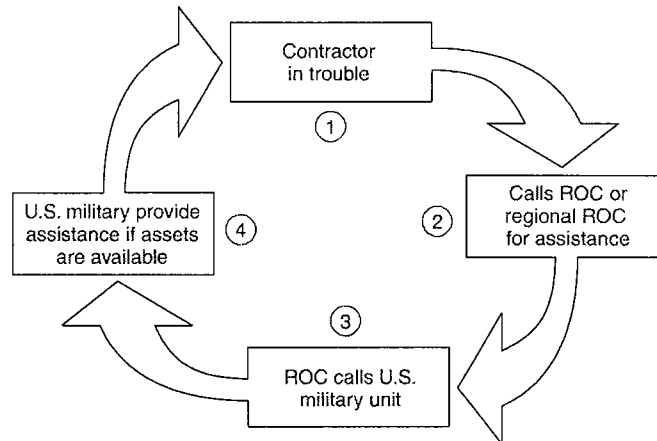 Contractor
in trouble
1
Calls ROC or
regional ROC
for assistance
2
3
ROC calls U.S.
military unit
U.S. military provide
assistance if assets
are available
4